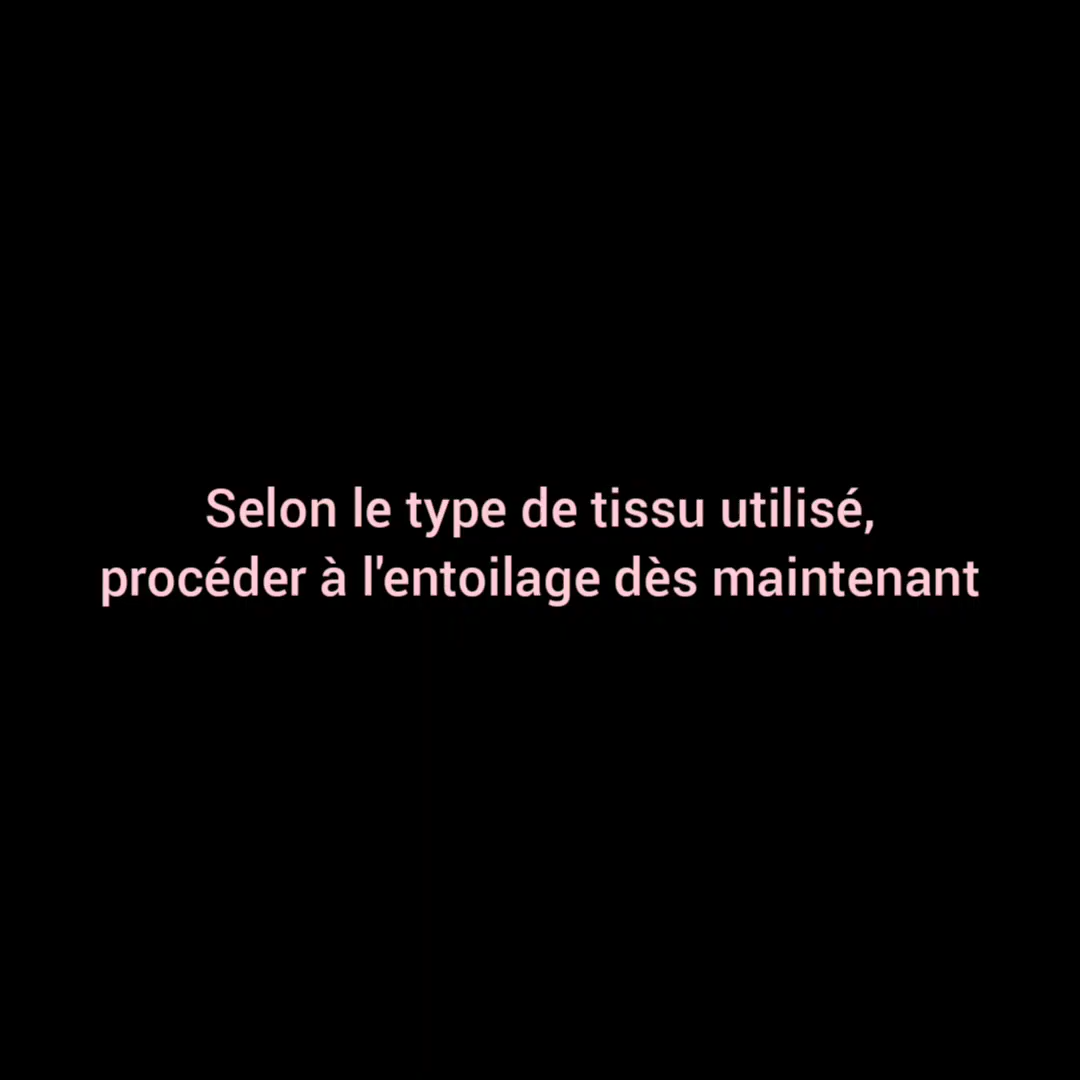 Selon le type de tissu utilisé,
procéder à l'entoilage dès maintenant